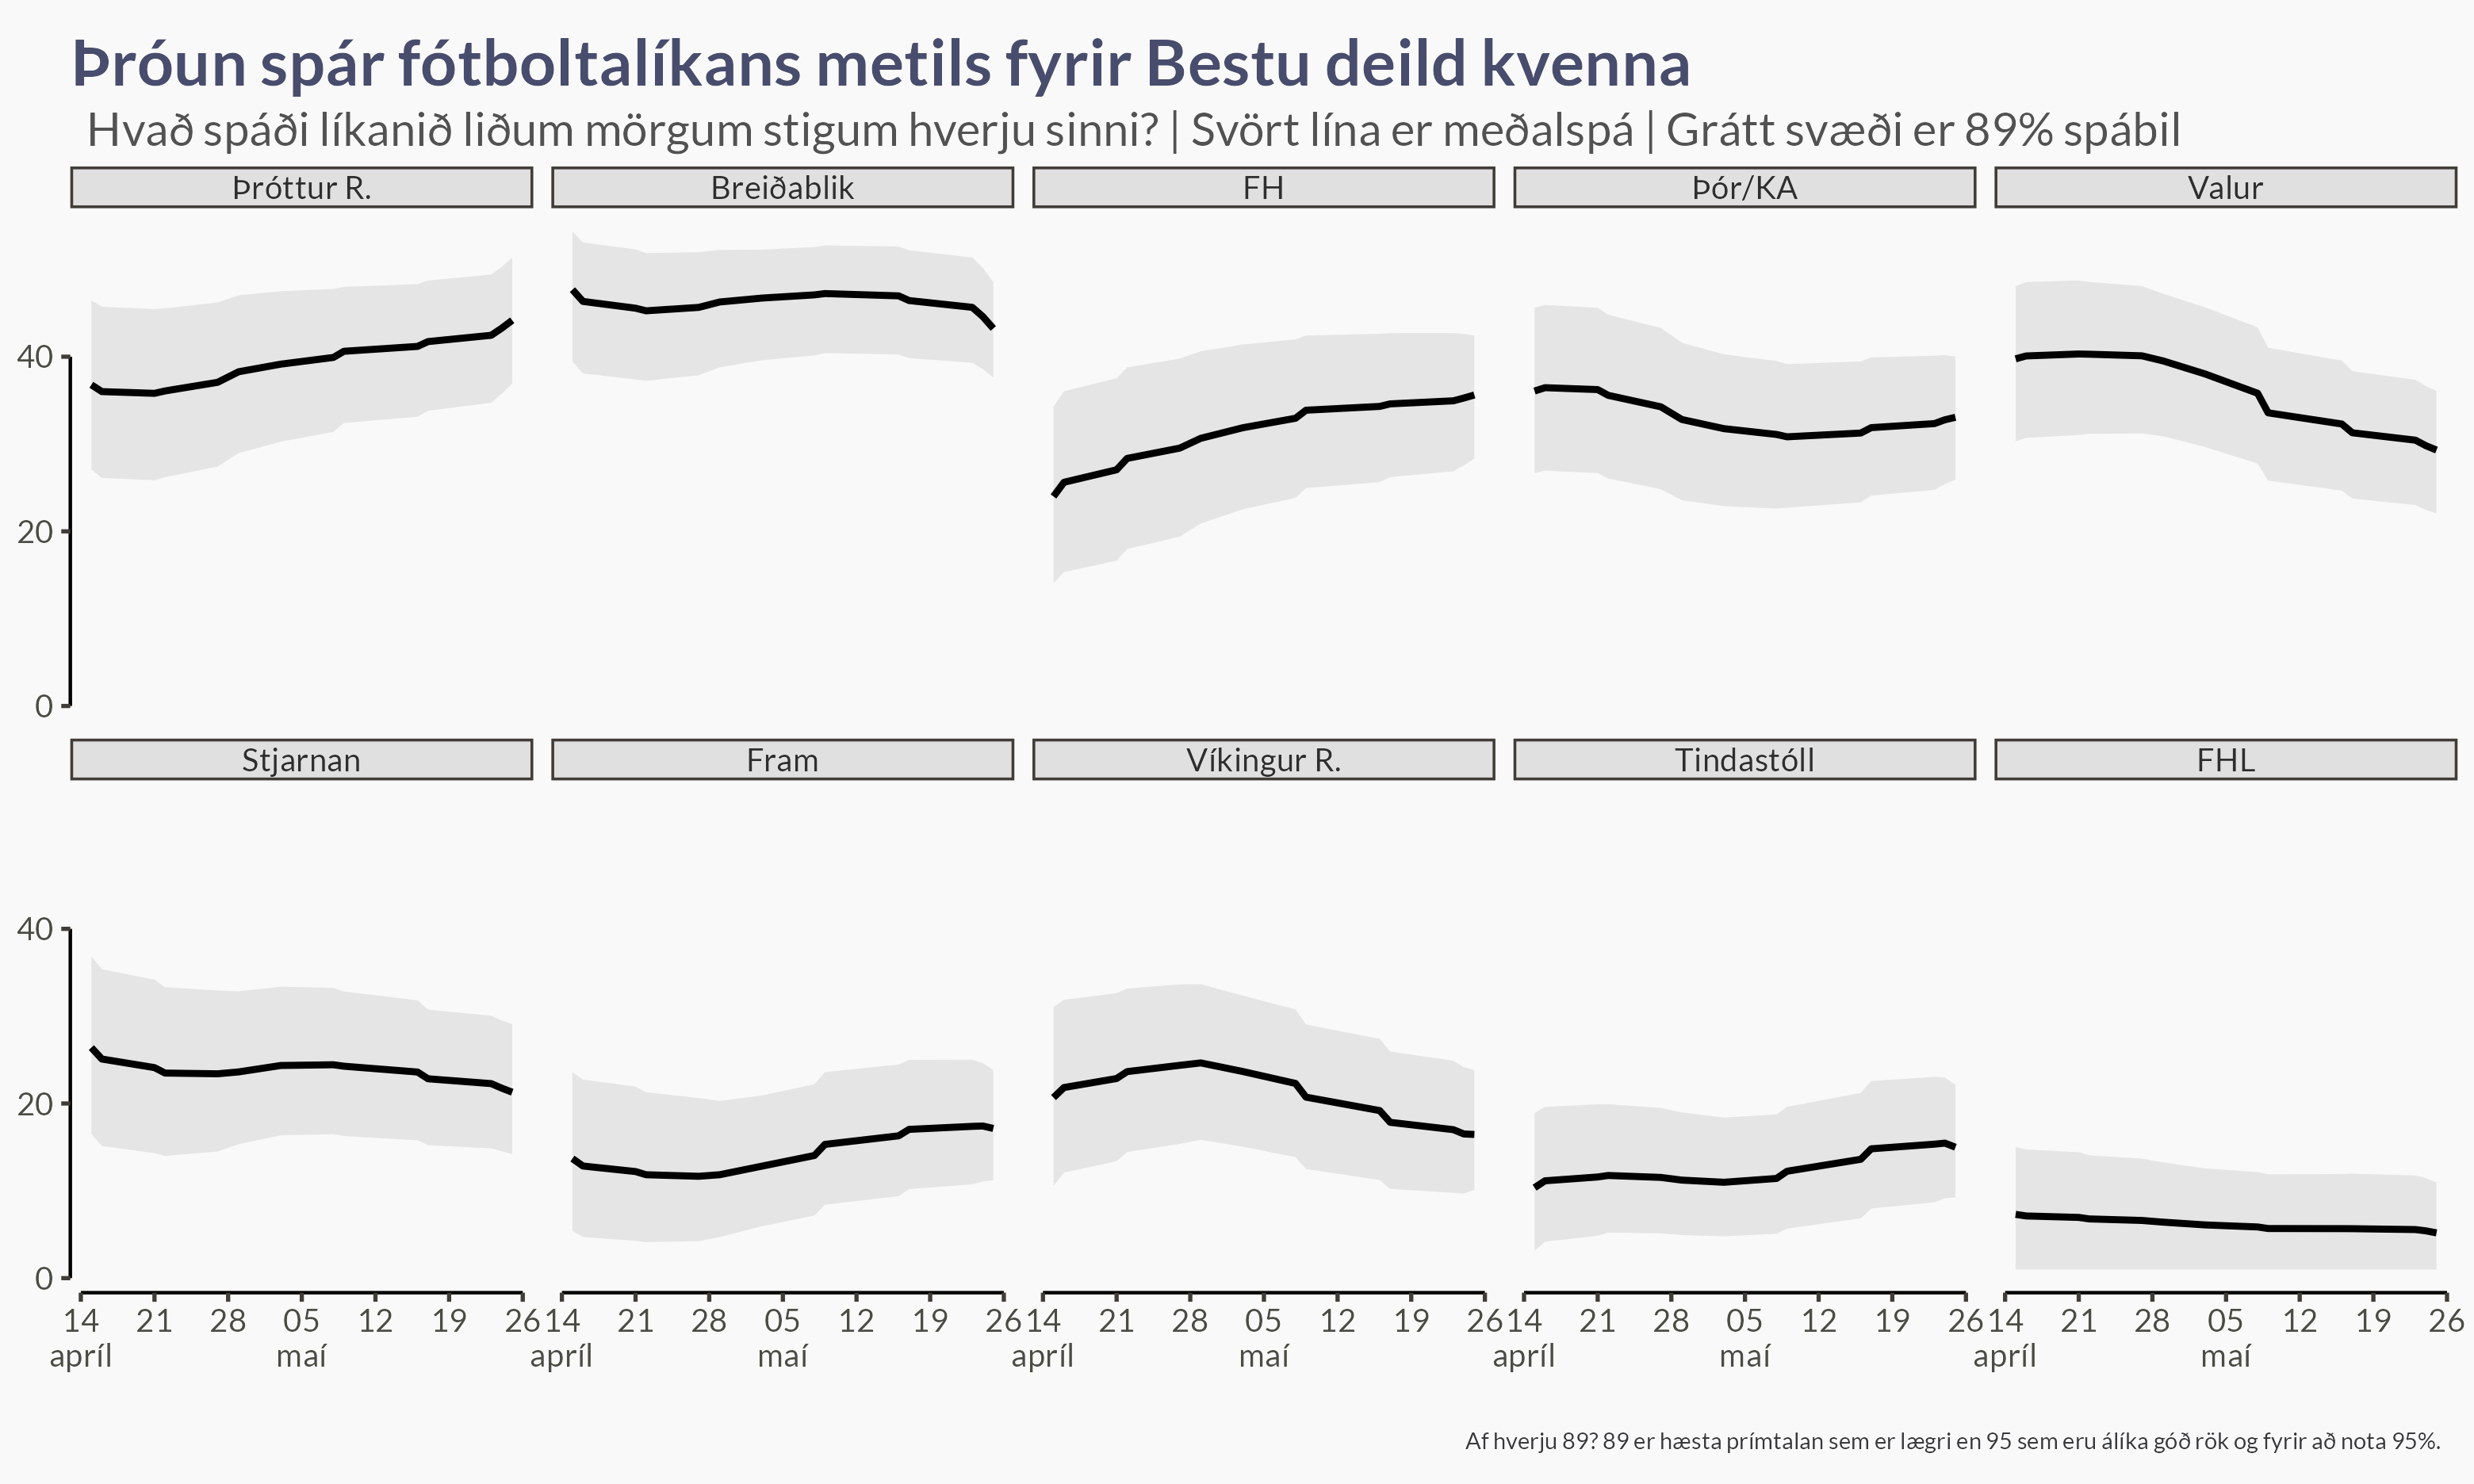 Þróun spár fótboltalíkans metils fyrir Bestu deild kvenna
Hvað spáði líkanið liðum mörgum stigum hverju sinni? | Svört lína er meðalspá | Grátt svæði er 89% spábil
Þróttur R. Breiðablik FH Þór/KA Valur
40
20
0
Stjarnan Fram Víkingur R. Tindastóll FHL
40
20
0
14 21 28 05 12 19 26 14 21 28 05 12 19 26 14 21 28 05 12 19 26 14 21 28 05 12 19 26 14 21 28 05 12 19 26
apríl maí apríl maí apríl maí apríl maí apríl maí
Af hverju 89? 89 er hæsta prímtalan sem er lægri en 95 sem eru álíka góð rök og fyrir að nota 95%.